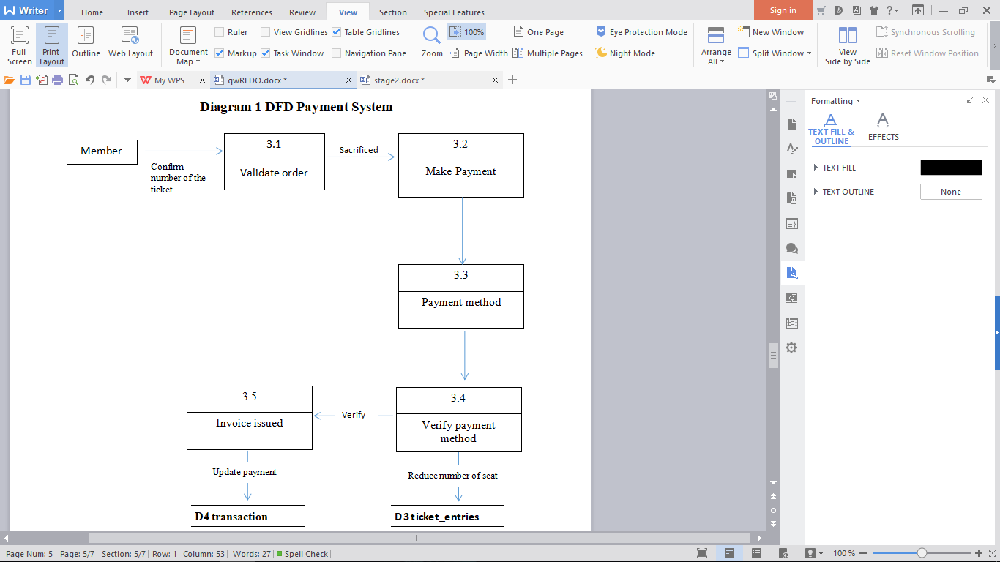 Writer
Home
Insert
Page Layout
References
Review
View
Section
Special Features
Sign in
Full Screen
Print Layout
Outline
Web Layout
Document Map
Ruler
View Gridlines
Table Gridlines
Markup
Task Window
Navigation Pane
Zoom
100%
One Page
Page Width
Multiple Pages
Eye Protection Mode
Night Mode
Arrange All
New Window
Split Window
View Side by Side
Synchronous Scrolling
Reset Window Position
My WPS
qwREDO.docx *
stage2.docx *
Diagram 1 DFD Payment System
Member
Confirm
number of the
ticket
3.1
Validate order
Sacrificed
3.2
Make Payment
3.3
Payment method
3.4
Verify payment
method
Verify
3.5
Invoice issued
Update payment
Reduce number of seat
D4 transaction
D3 ticket_entries
Formatting
TEXT FILL &
OUTLINE
EFFECTS
TEXT FILL
TEXT OUTLINE
None
Page Num: 5
Page: 5/7
Section: 5/7
Row: 1
Column: 53
Words: 27
Spell Check
100 %